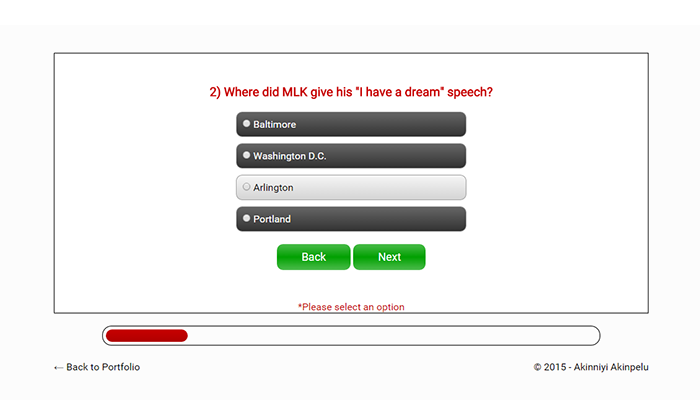 2) Where did MLK give his "I have a dream" speech?
Baltimore
Washington D.C.
Arlington
Portland
Back Next
*Please select an option
← Back to Portfolio © 2015 - Akinniyi Akinpelu